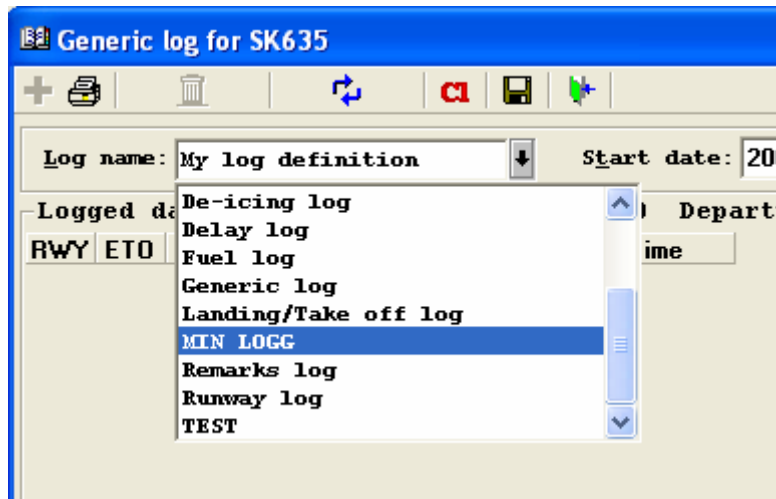 Generic log for SK635
C1
Log name: My log definition Start date: 20
Logged da Depart
RWY ETO ime
De-icing log
Delay log
Fuel log
Generic log
Landing/Take off log
MIN LOGG
Remarks log
Runway log
TEST